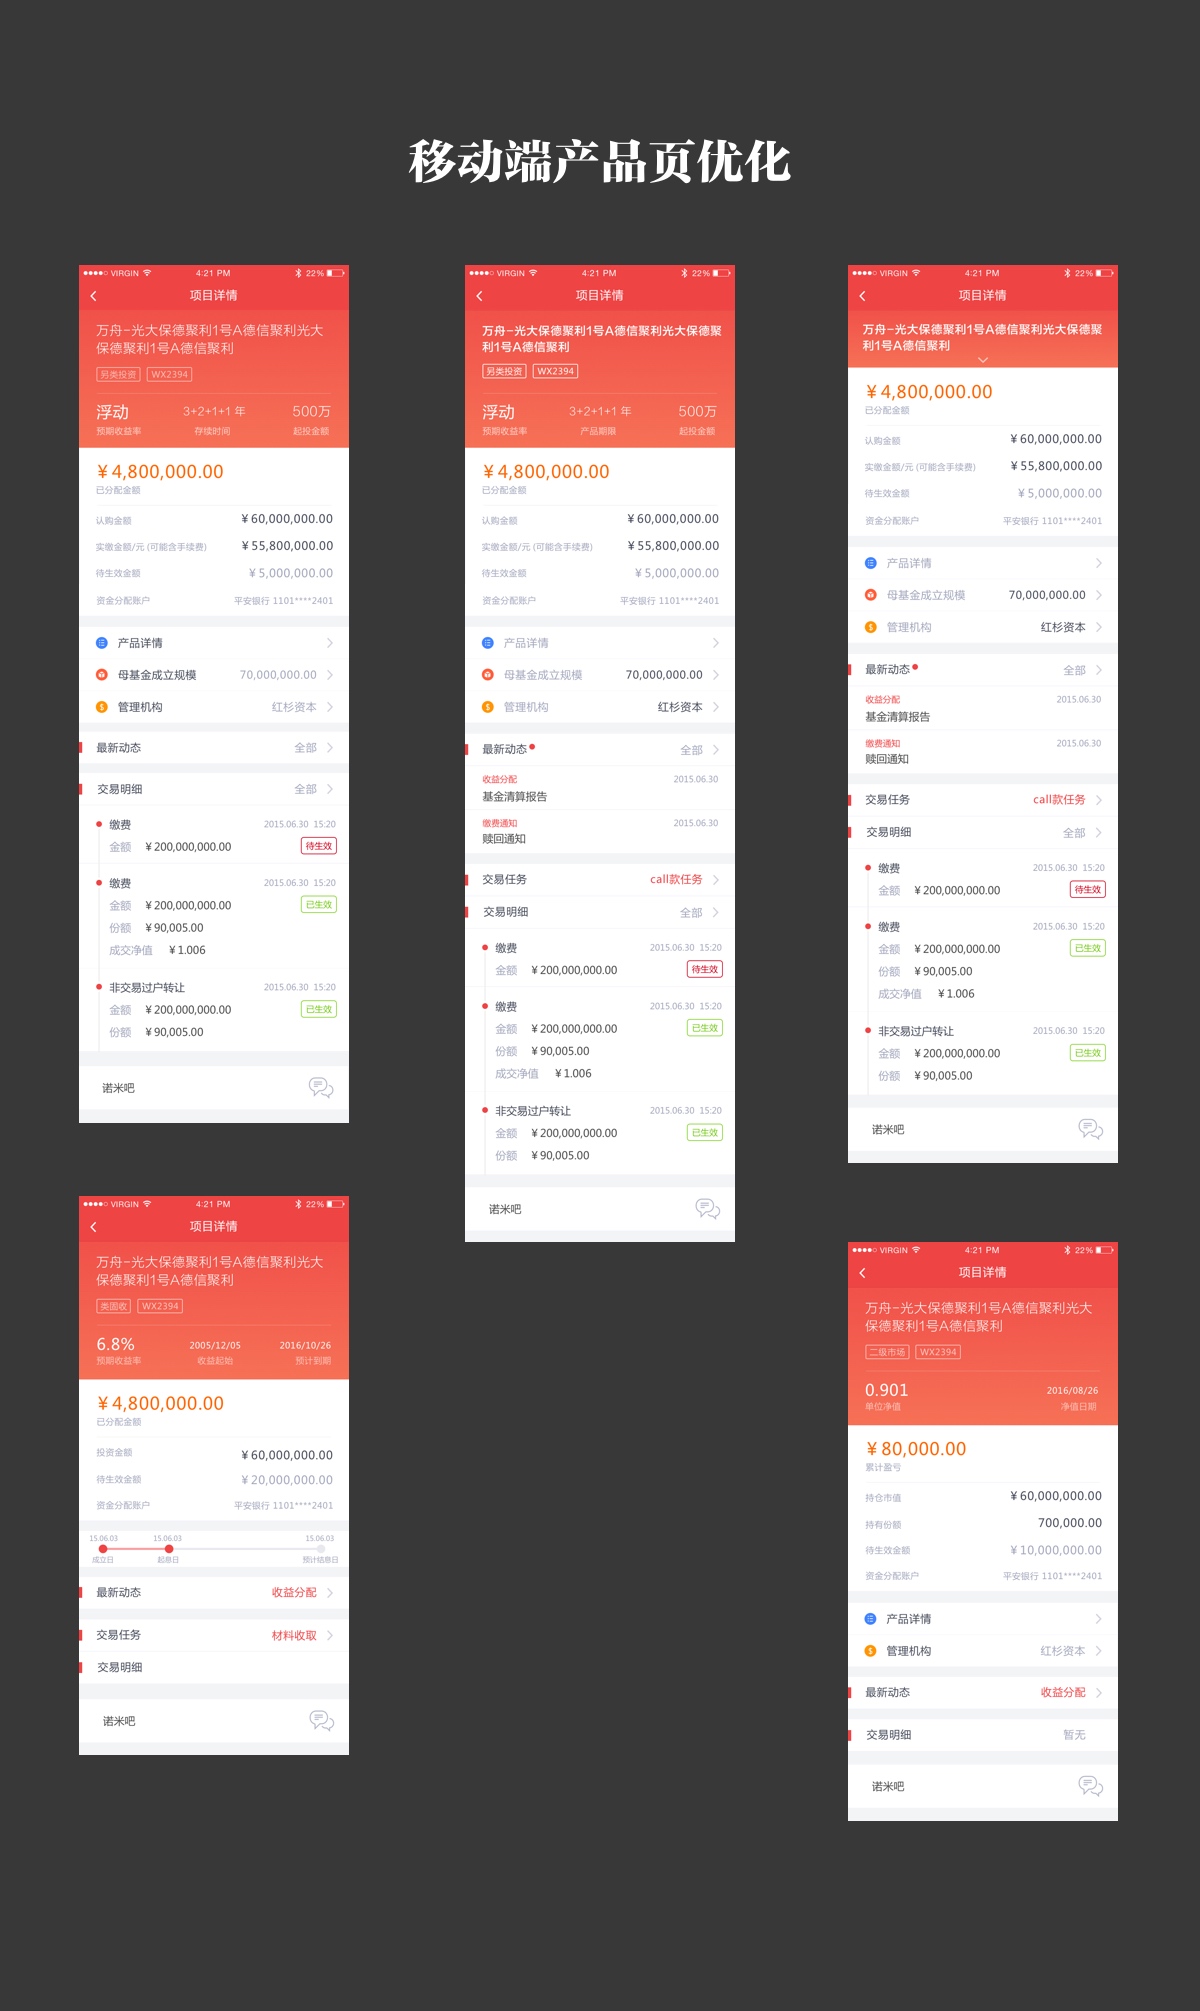 移动端产品页优化
VIRGIN 4:21 PM 22%
项目详情
万舟-光大保德聚利1号A德信聚利光大
保德聚利1号A德信聚利
另类投资 WX2394
浮动 3+2+1+1 年 500万
预期收益率 存续时间 起投金额
¥ 4,800,000.00
已分配金额
认购金额 ¥ 60,000,000.00
实缴金额/元 (可能含手续费) ¥ 55,800,000.00
待生效金额 ¥ 5,000,000.00
资金分配账户 平安银行 1101****2401
产品详情
母基金成立规模 70,000,000.00
管理机构 红杉资本
最新动态 全部
交易明细 全部
缴费 2015.06.30 15:20
金额 ¥ 200,000,000.00 待生效
缴费 2015.06.30 15:20
金额 ¥ 200,000,000.00 已生效
份额 ¥ 90,005.00
成交净值 ¥ 1.006
非交易过户转让 2015.06.30 15:20
金额 ¥ 200,000,000.00 已生效
份额 ¥ 90,005.00
诺米吧
VIRGIN 4:21 PM 22%
项目详情
万舟-光大保德聚利1号A德信聚利光大保德聚
利1号A德信聚利
另类投资 WX2394
浮动 3+2+1+1 年 500万
预期收益率 产品期限 起投金额
¥ 4,800,000.00
已分配金额
认购金额 ¥ 60,000,000.00
实缴金额/元 (可能含手续费) ¥ 55,800,000.00
待生效金额 ¥ 5,000,000.00
资金分配账户 平安银行 1101****2401
产品详情
母基金成立规模 70,000,000.00
管理机构 红杉资本
最新动态 全部
收益分配 2015.06.30
基金清算报告
缴费通知 2015.06.30
赎回通知
交易任务 call款任务
交易明细 全部
缴费 2015.06.30 15:20
金额 ¥ 200,000,000.00 待生效
缴费 2015.06.30 15:20
金额 ¥ 200,000,000.00 已生效
份额 ¥ 90,005.00
成交净值 ¥ 1.006
非交易过户转让 2015.06.30 15:20
金额 ¥ 200,000,000.00 已生效
份额 ¥ 90,005.00
诺米吧
VIRGIN 4:21 PM 22%
项目详情
万舟-光大保德聚利1号A德信聚利光大保德聚
利1号A德信聚利
¥ 4,800,000.00
已分配金额
认购金额 ¥ 60,000,000.00
实缴金额/元 (可能含手续费) ¥ 55,800,000.00
待生效金额 ¥ 5,000,000.00
资金分配账户 平安银行 1101****2401
产品详情
母基金成立规模 70,000,000.00
管理机构 红杉资本
最新动态 全部
收益分配 2015.06.30
基金清算报告
缴费通知 2015.06.30
赎回通知
交易任务 call款任务
交易明细 全部
缴费 2015.06.30 15:20
金额 ¥ 200,000,000.00 待生效
缴费 2015.06.30 15:20
金额 ¥ 200,000,000.00 已生效
份额 ¥ 90,005.00
成交净值 ¥ 1.006
非交易过户转让 2015.06.30 15:20
金额 ¥ 200,000,000.00 已生效
份额 ¥ 90,005.00
诺米吧
VIRGIN 4:21 PM 22%
项目详情
万舟-光大保德聚利1号A德信聚利光大
保德聚利1号A德信聚利
类固收 WX2394
6.8% 2005/12/05 2016/10/26
预期收益率 收益起始 预计到期
¥ 4,800,000.00
已分配金额
投资金额 ¥ 60,000,000.00
待生效金额 ¥ 20,000,000.00
资金分配账户 平安银行 1101****2401
15.06.03 15.06.03 15.06.03
成立日 起息日 预计结息日
最新动态 收益分配
交易任务 材料收取
交易明细
诺米吧
VIRGIN 4:21 PM 22%
项目详情
万舟-光大保德聚利1号A德信聚利光大
保德聚利1号A德信聚利
二级市场 WX2394
0.901 2016/08/26
单位净值 净值日期
¥ 80,000.00
累计盈亏
持仓市值 ¥ 60,000,000.00
持有份额 700,000.00
待生效金额 ¥ 10,000,000.00
资金分配账户 平安银行 1101****2401
产品详情
管理机构 红杉资本
最新动态 收益分配
交易明细 暂无
诺米吧